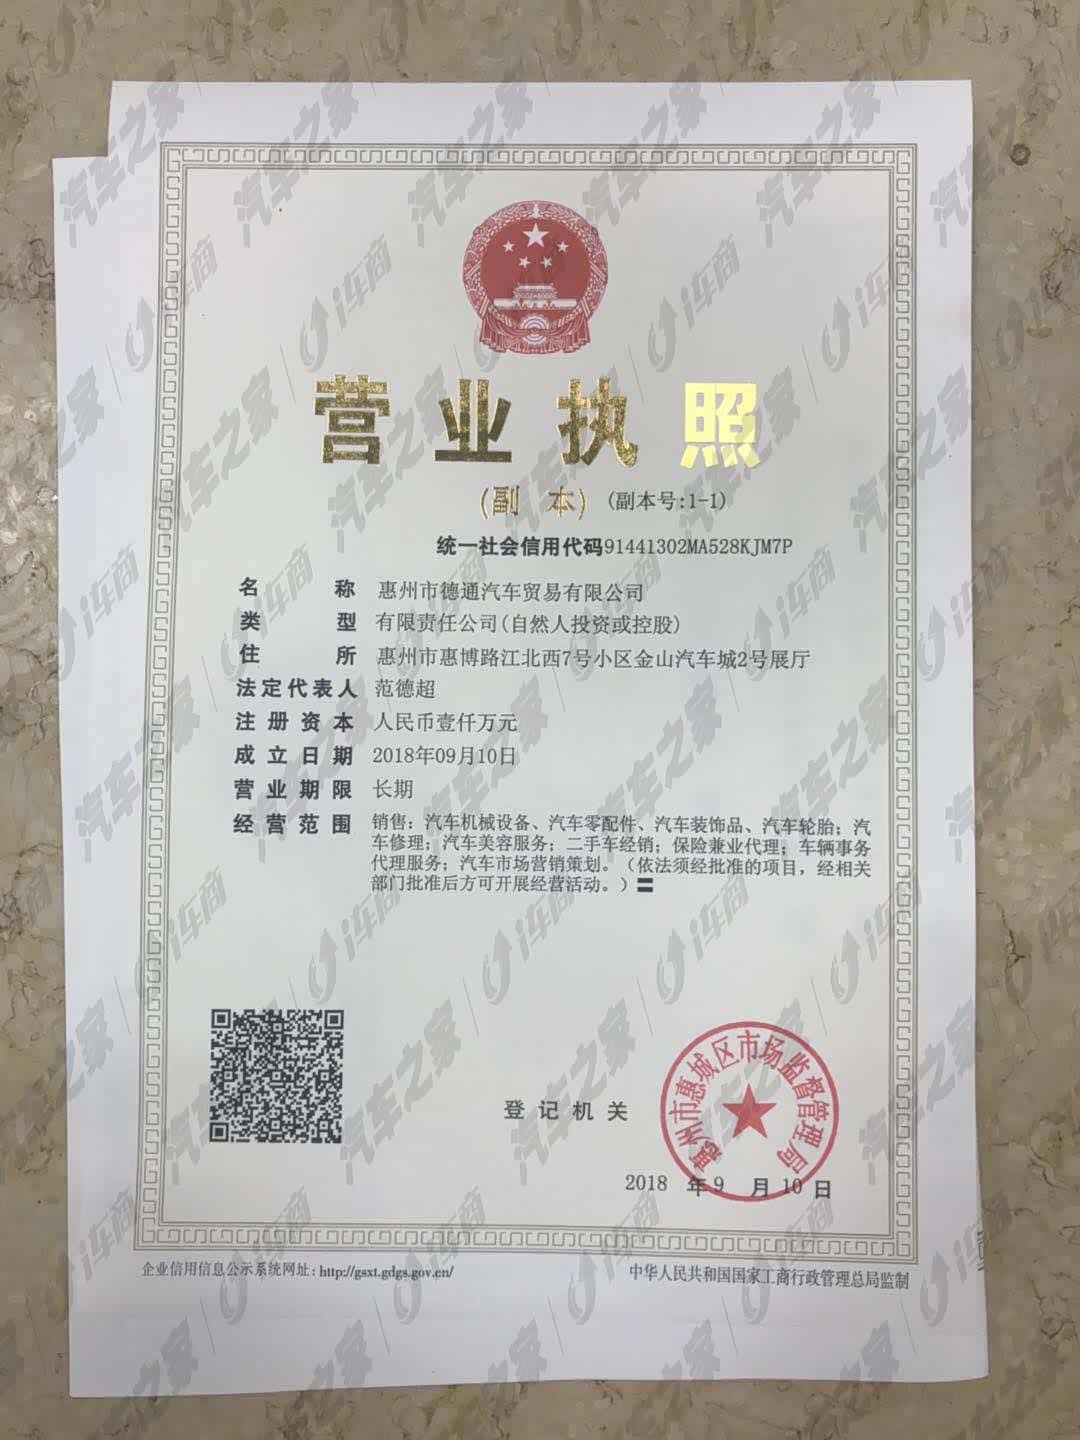 营业执照
(副 本) (副本号:1-1)
统一社会信用代码91441302MA528KJM7P
名 称 惠州市德通汽车贸易有限公司
类 型 有限责任公司(自然人投资或控股)
住 所 惠州市惠博路江北西7号小区金山汽车城2号展厅
法定代表人 范德超
注册资本 人民币壹仟万元
成立日期 2018年09月10日
营业期限 长期
经营范围 销售：汽车机械设备、汽车零配件、汽车装饰品、汽车轮胎；汽
车修理；汽车美容服务；二手车经销；保险兼业代理；车辆事务
代理服务；汽车市场营销策划。（依法须经批准的项目，经相关
部门批准后方可开展经营活动。）〓
登记机关
惠州市惠城区市场监督管理局
2018 年 9 月 10 日
企业信用信息公示系统网址: http://gsxt.gdgs.gov.cn/
中华人民共和国国家工商行政管理总局监制
汽车之家 | i车商